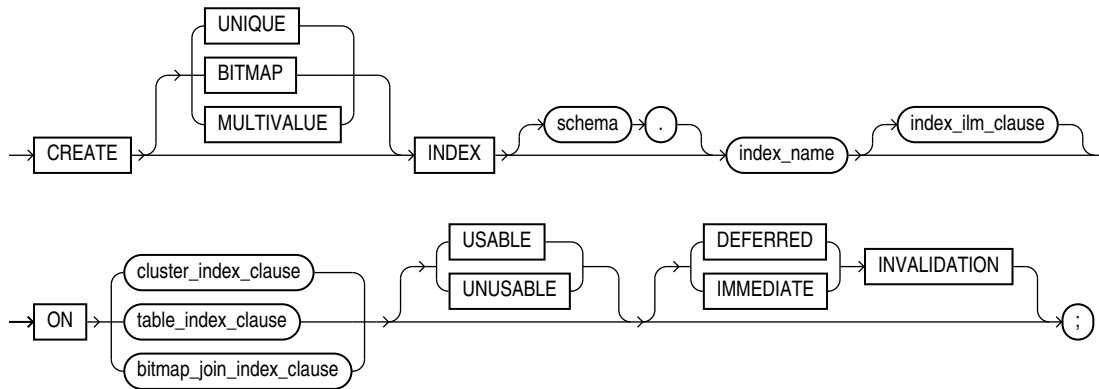 UNIQUE
BITMAP
MULTIVALUE
CREATE INDEX schema . index_name index_ilm_clause
ON cluster_index_clause
table_index_clause
bitmap_join_index_clause
USABLE
UNUSABLE
DEFERRED
IMMEDIATE
INVALIDATION
;